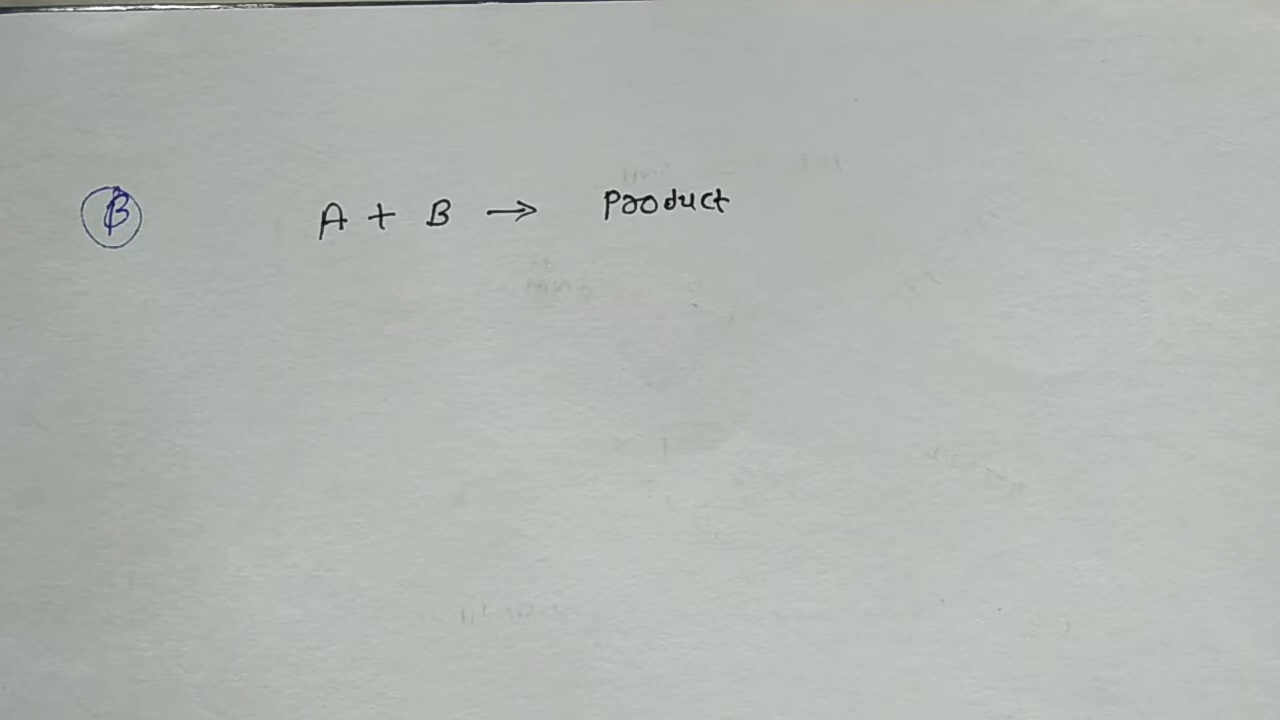 B A + B → Product